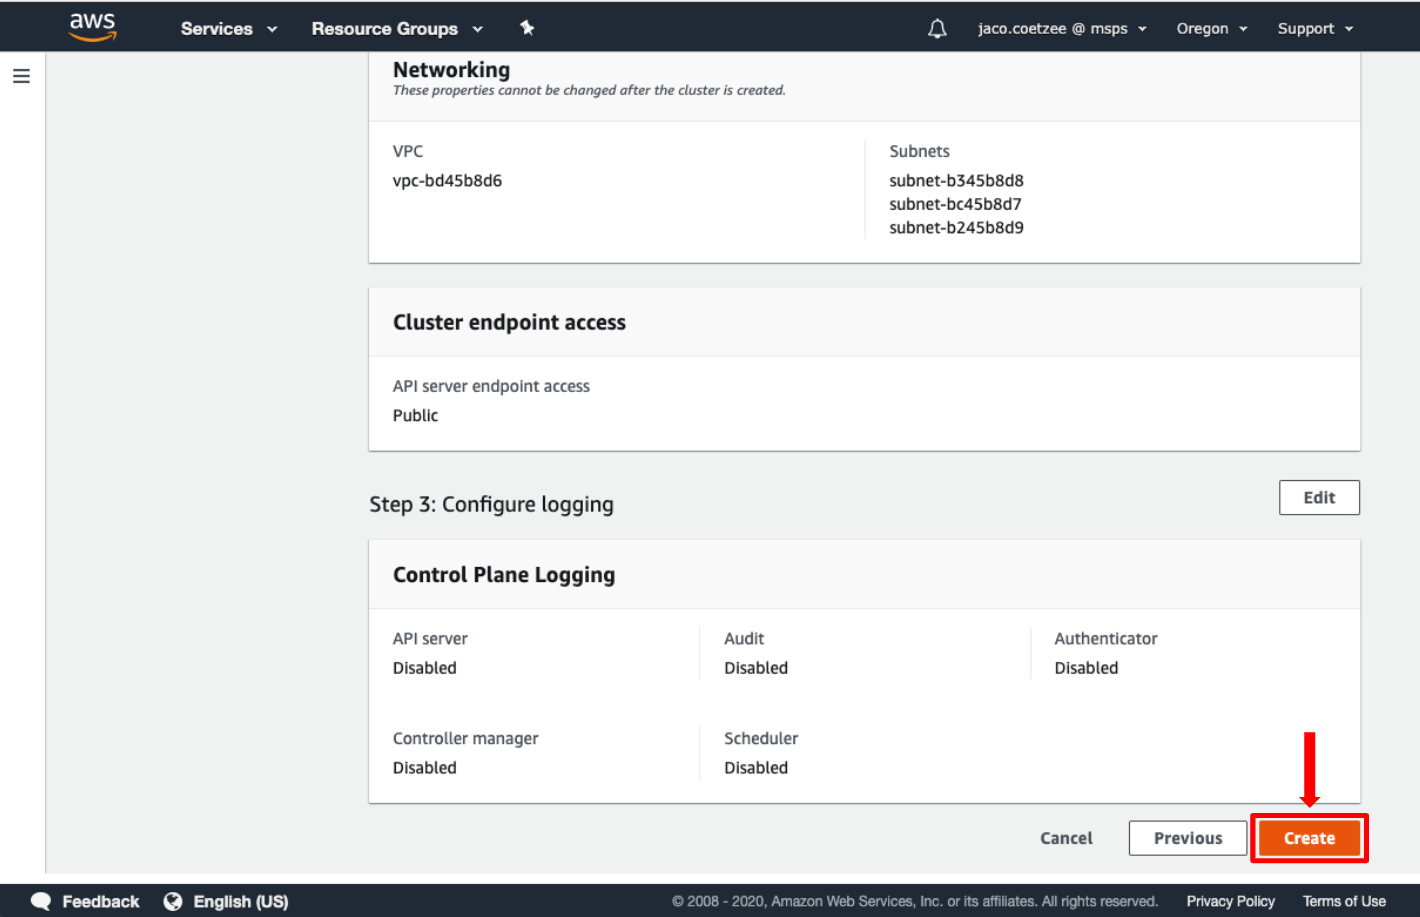 aws Services Resource Groups jaco.coetzee @ msps Oregon Support
Networking
These properties cannot be changed after the cluster is created.
VPC
vpc-bd45b8d6
Subnets
subnet-b345b8d8
subnet-bc45b8d7
subnet-b245b8d9
Cluster endpoint access
API server endpoint access
Public
Step 3: Configure logging
Edit
Control Plane Logging
API server
Disabled
Audit
Disabled
Authenticator
Disabled
Controller manager
Disabled
Scheduler
Disabled
Cancel Previous Create
Feedback English (US) © 2008 - 2020, Amazon Web Services, Inc. or its affiliates. All rights reserved. Privacy Policy Terms of Use